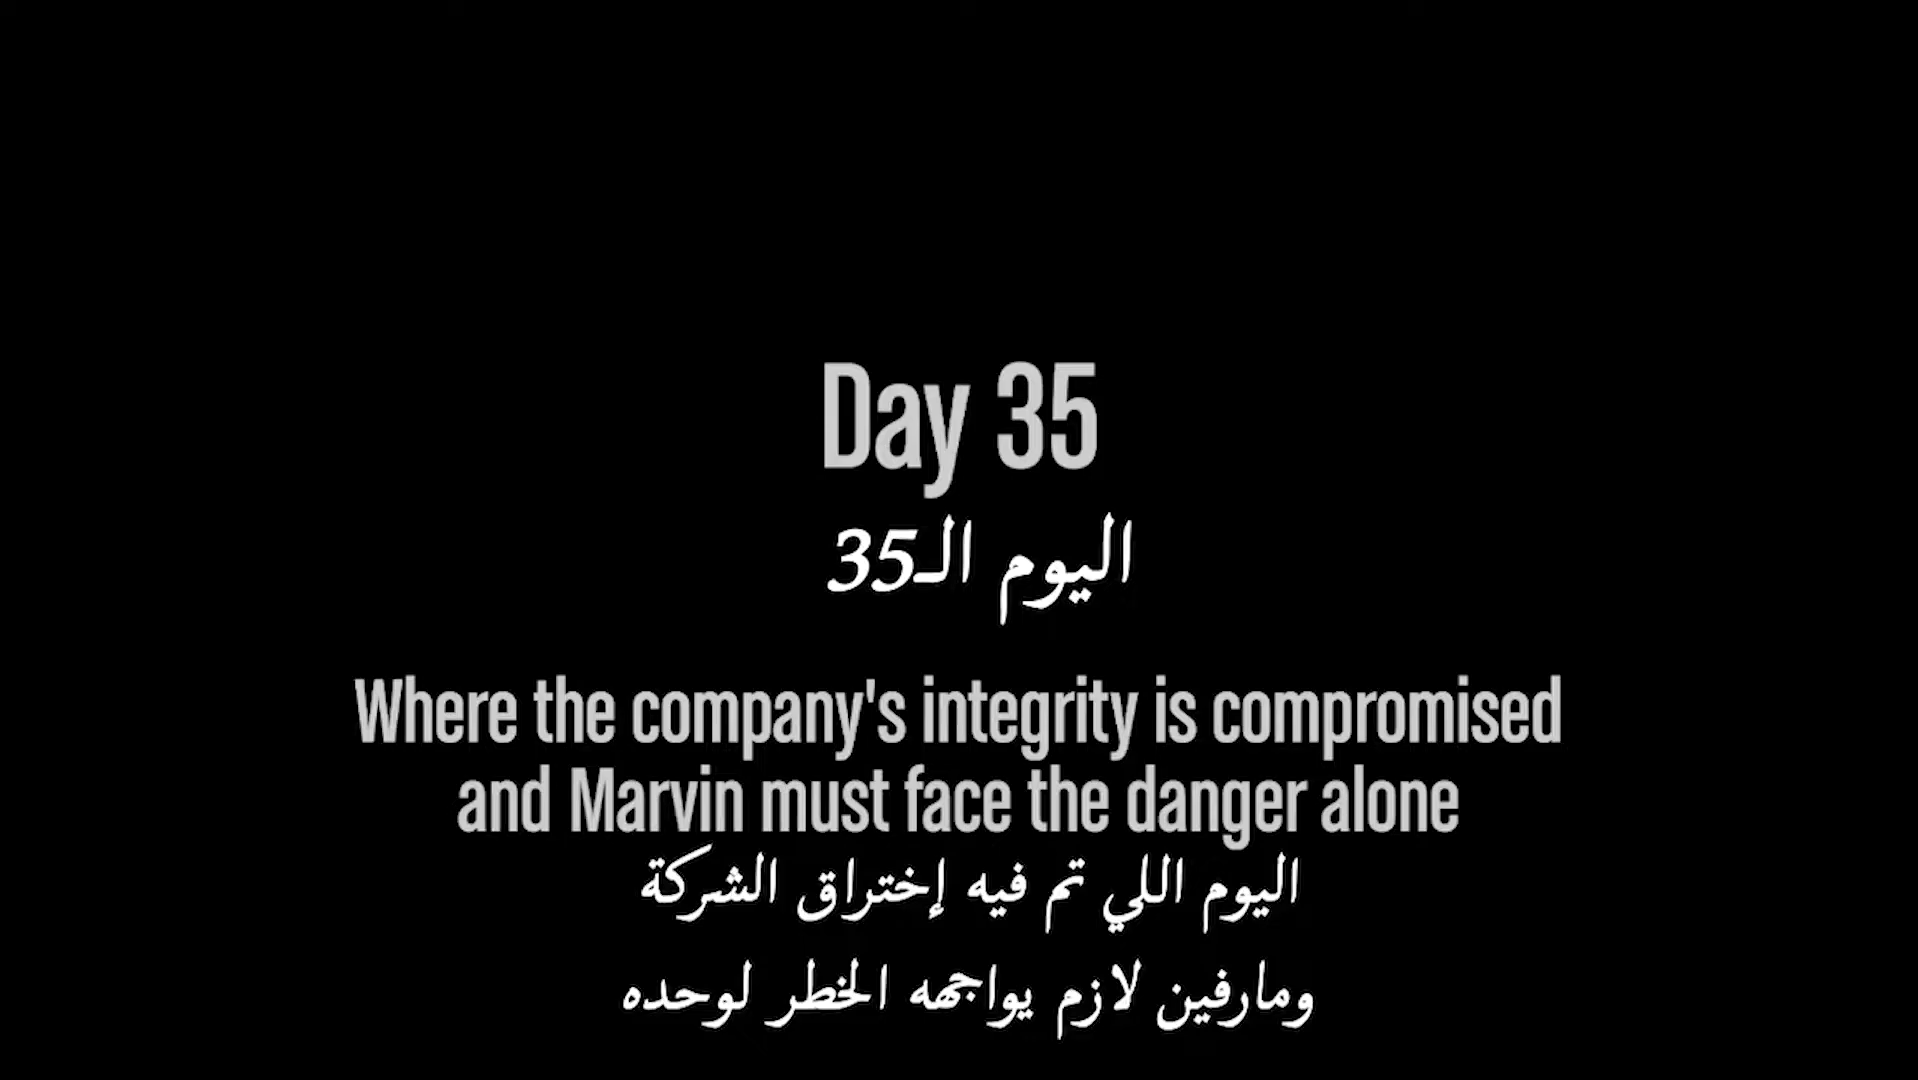 Day 35
اليوم الـ35
Where the company's integrity is compromised
and Marvin must face the danger alone
اليوم اللي تم فيه إختراق الشركة
ومارفين لازم يواجهه الخطر لوحده